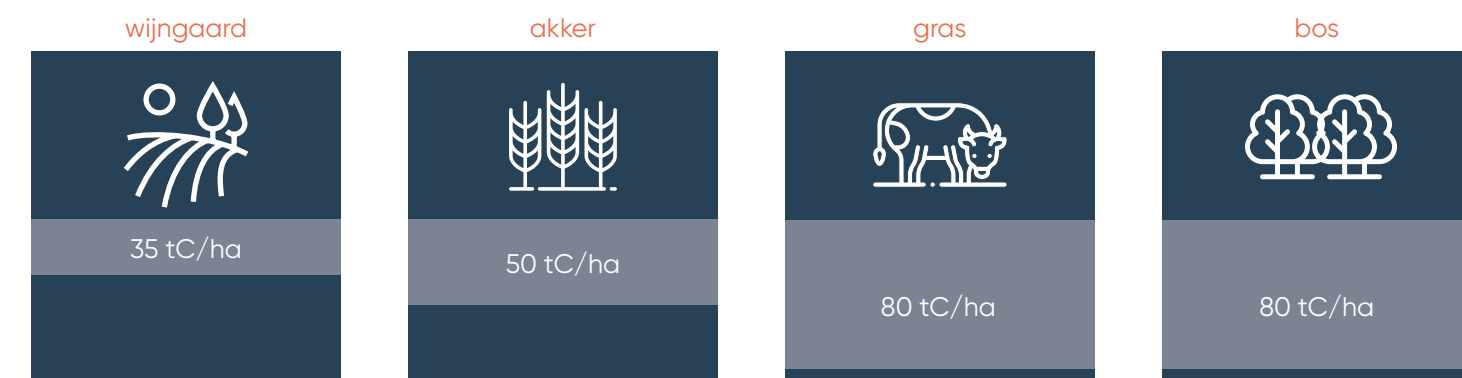 wijngaard
akker
gras
bos
35 tC/ha
50 tC/ha
80 tC/ha
80 tC/ha